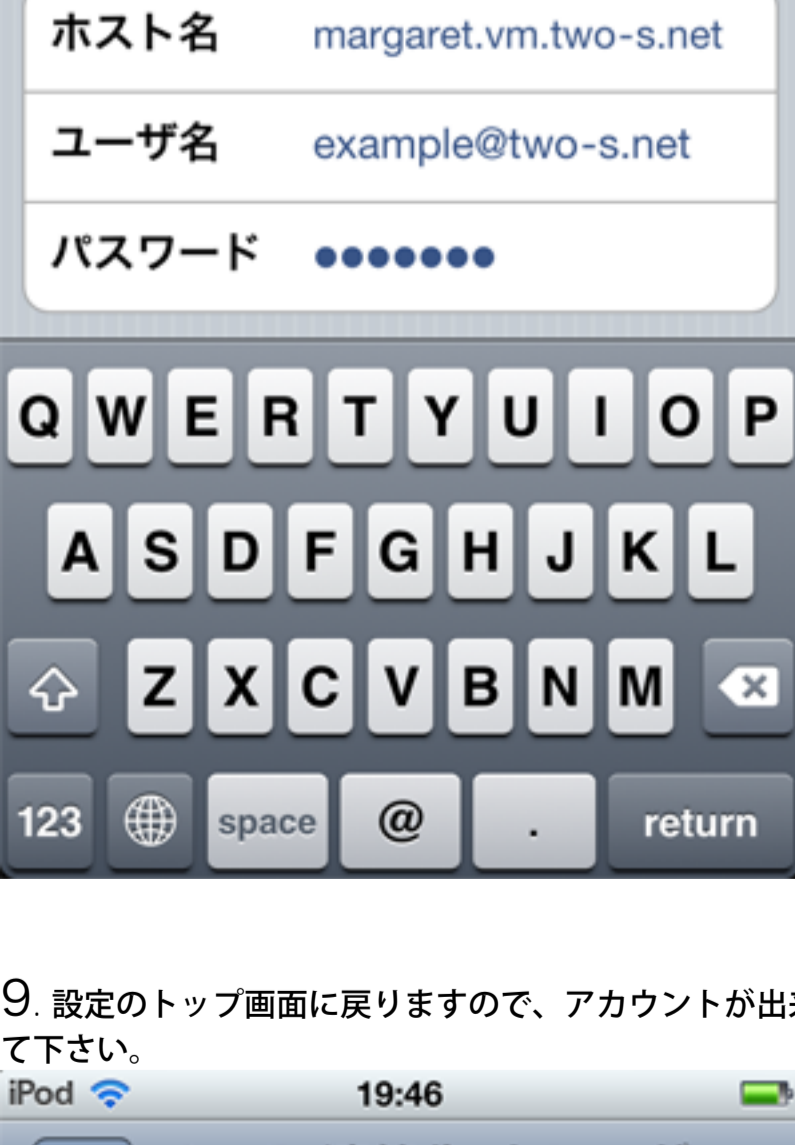 ホスト名 margaret.vm.two-s.net
ユーザ名 example@two-s.net
パスワード ●●●●●●●
Q W E R T Y U I O P
A S D F G H J K L
Z X C V B N M
123 space @ . return
9. 設定のトップ画面に戻りますので、アカウントが出
て下さい。
iPod 19:46